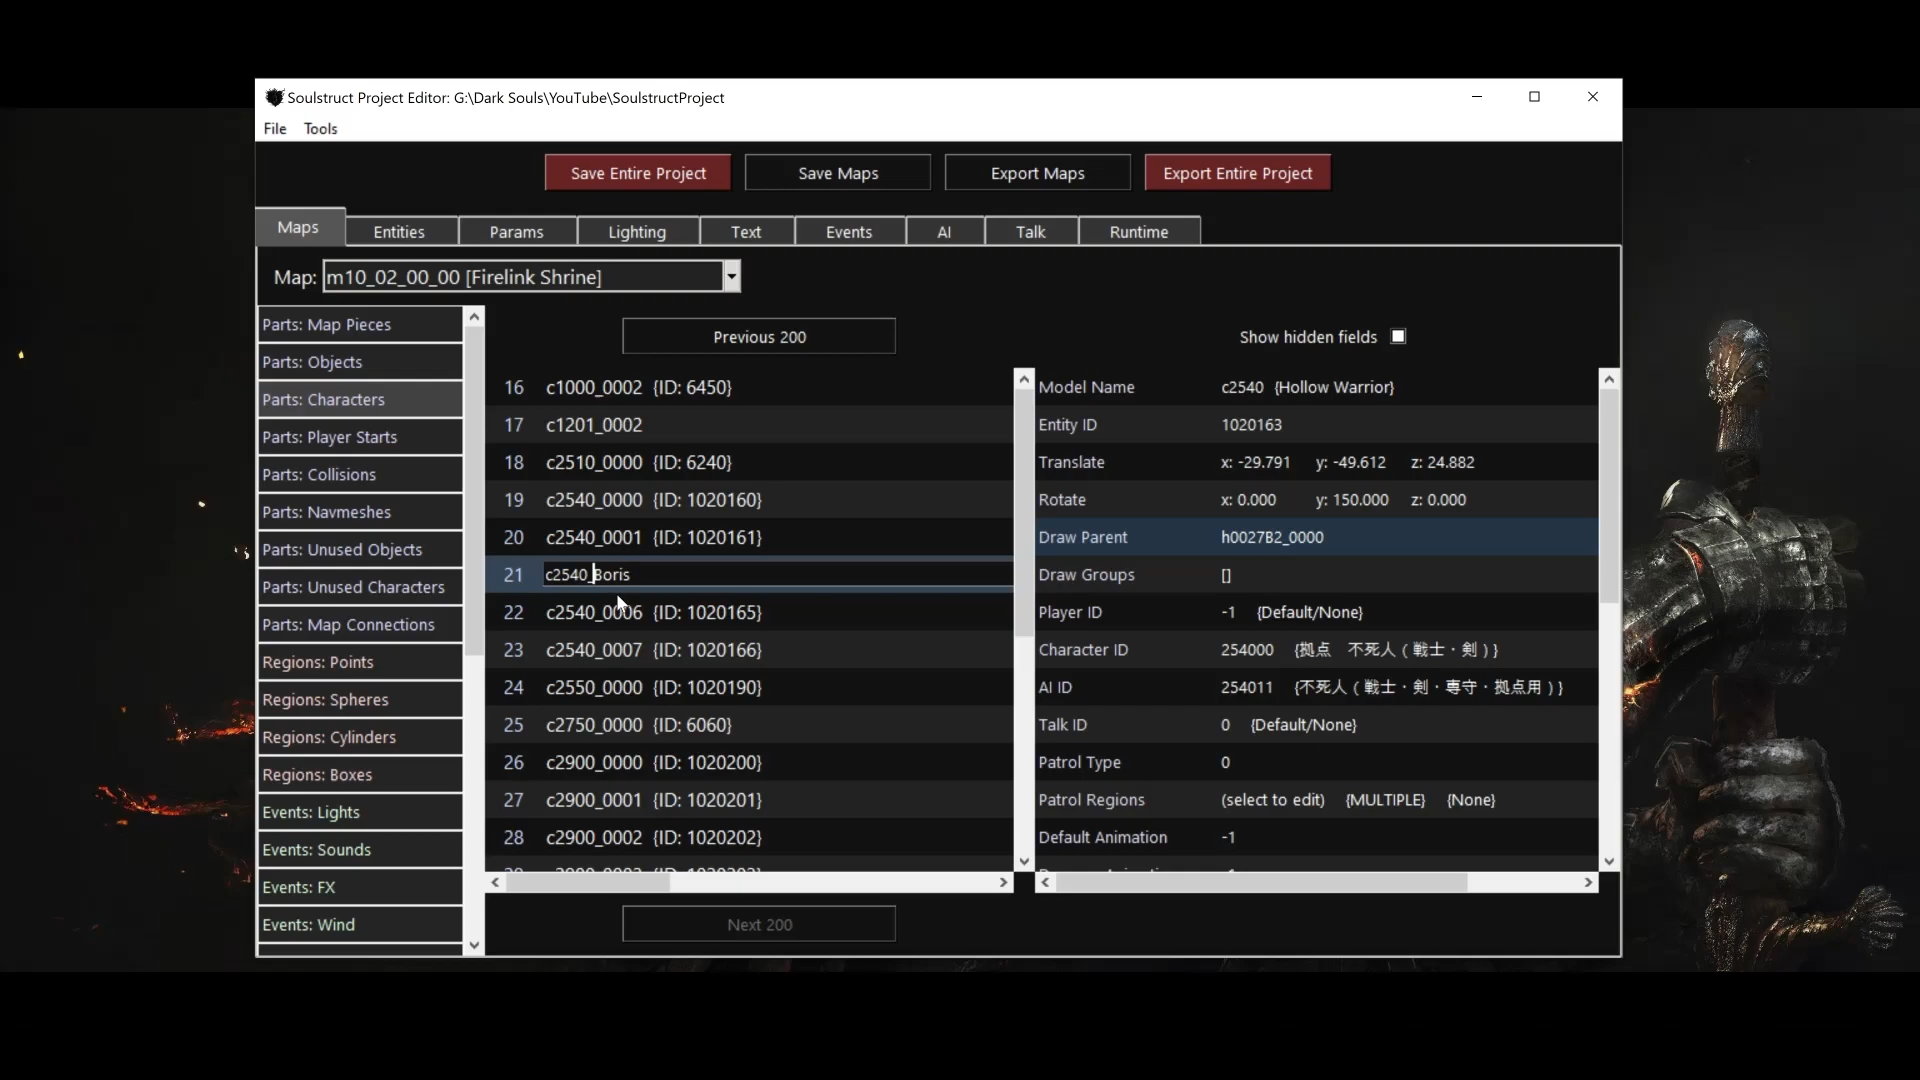 Soulstruct Project Editor: G:\Dark Souls\YouTube\SoulstructProject
File Tools
Save Entire Project Save Maps Export Maps Export Entire Project
Maps Entities Params Lighting Text Events AI Talk Runtime
Map: m10_02_00_00 [Firelink Shrine]
Parts: Map Pieces
Parts: Objects
Parts: Characters
Parts: Player Starts
Parts: Collisions
Parts: Navmeshes
Parts: Unused Objects
Parts: Unused Characters
Parts: Map Connections
Regions: Points
Regions: Spheres
Regions: Cylinders
Regions: Boxes
Events: Lights
Events: Sounds
Events: FX
Events: Wind
Previous 200
16 c1000_0002 {ID: 6450}
17 c1201_0002
18 c2510_0000 {ID: 6240}
19 c2540_0000 {ID: 1020160}
20 c2540_0001 {ID: 1020161}
21 c2540_Boris
22 c2540_0006 {ID: 1020165}
23 c2540_0007 {ID: 1020166}
24 c2550_0000 {ID: 1020190}
25 c2750_0000 {ID: 6060}
26 c2900_0000 {ID: 1020200}
27 c2900_0001 {ID: 1020201}
28 c2900_0002 {ID: 1020202}
Next 200
Show hidden fields
Model Name c2540 {Hollow Warrior}
Entity ID 1020163
Translate x: -29.791 y: -49.612 z: 24.882
Rotate x: 0.000 y: 150.000 z: 0.000
Draw Parent h0027B2_0000
Draw Groups []
Player ID -1 {Default/None}
Character ID 254000 {拠点　不死人(戦士・剣)}
AI ID 254011 {不死人(戦士・剣・専守・拠点用)}
Talk ID 0 {Default/None}
Patrol Type 0
Patrol Regions (select to edit) {MULTIPLE} {None}
Default Animation -1